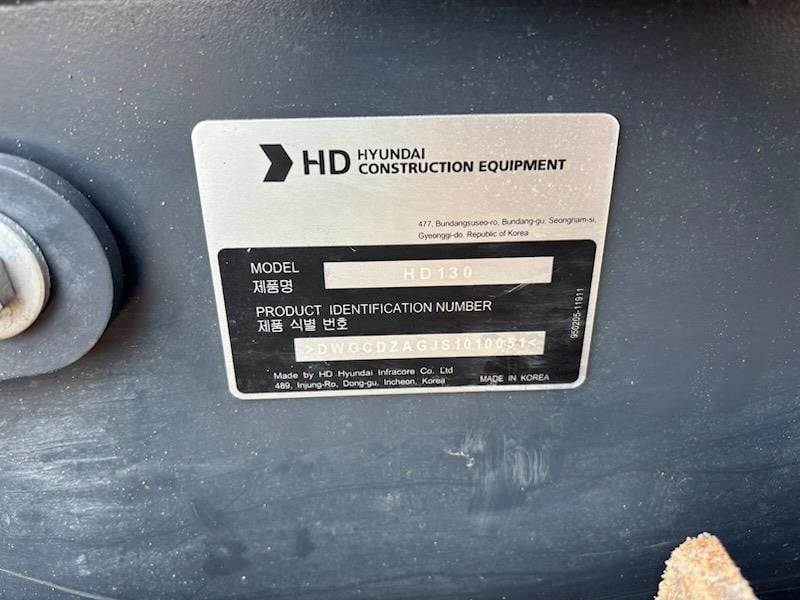 HD HYUNDAI
CONSTRUCTION EQUIPMENT
477, Bundangsuseo-ro, Bundang-gu, Seongnam-si,
Gyeonggi-do, Republic of Korea
MODEL
제품명
HD130
PRODUCT IDENTIFICATION NUMBER
제품 식별 번호
>DWGCDZAGJS1010051<
Made by HD Hyundai Infracore Co. Ltd
489, Injung-Ro, Dong-gu, Incheon, Korea
MADE IN KOREA
950205-11911